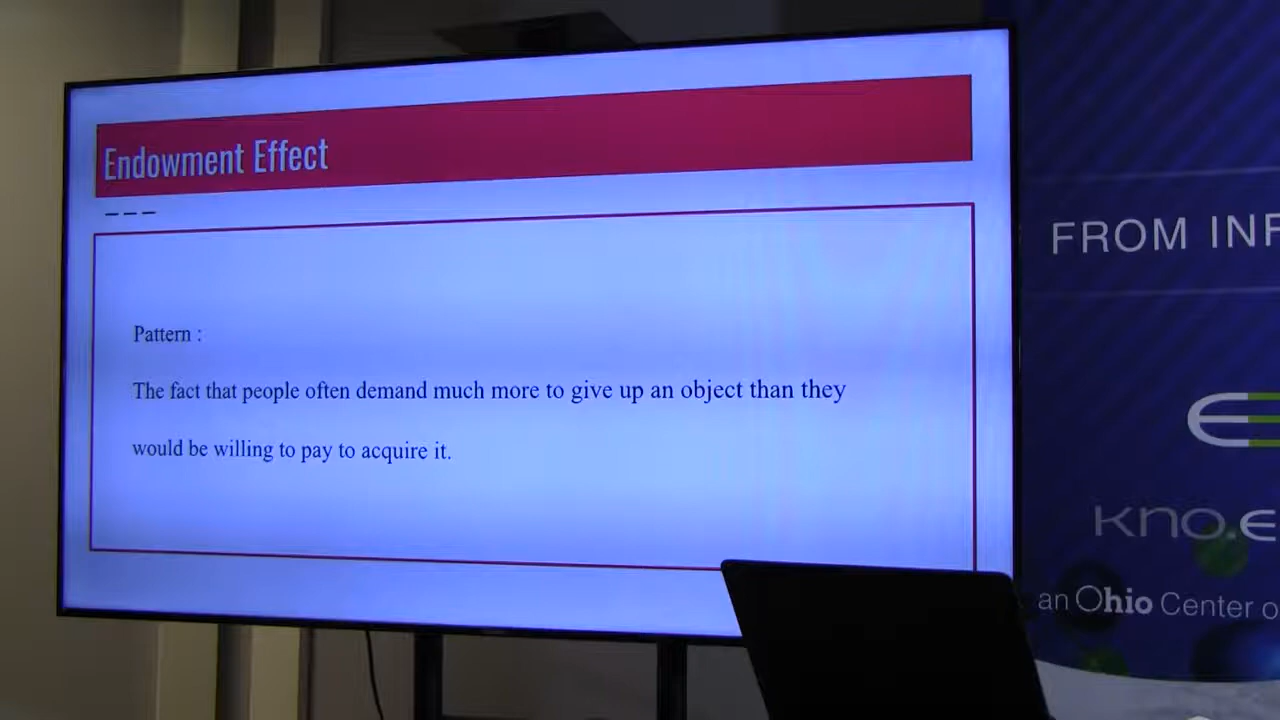 Endowment Effect
Pattern :
The fact that people often demand much more to give up an object than they
would be willing to pay to acquire it.
FROM
kno.e
an Ohio Center